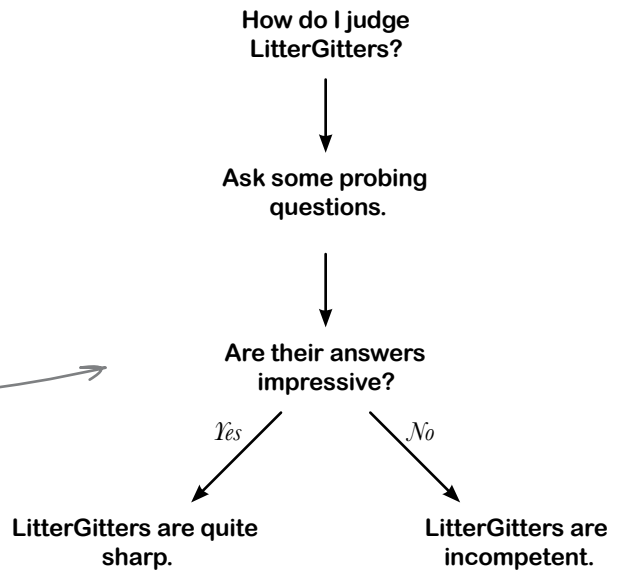 How do I judge
LitterGitters?
Ask some probing
questions.
Are their answers
impressive?
Yes
No
LitterGitters are quite
sharp.
LitterGitters are
incompetent.